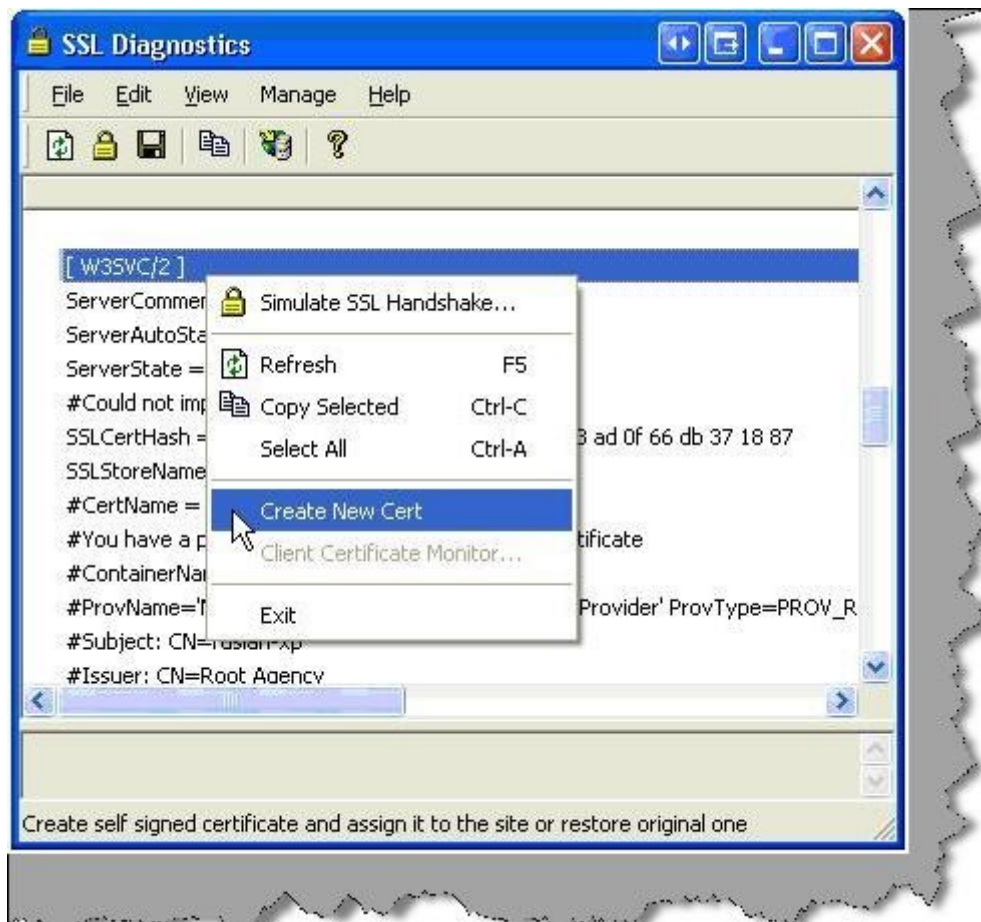 SSL Diagnostics
File Edit View Manage Help
[ W3SVC/2 ]
ServerCommen
ServerAutoSta
ServerState =
#Could not imp
SSLCertHash = 3 ad 0f 66 db 37 18 87
SSLStoreName
#CertName =
#You have a p tificate
#ContainerNa
#ProvName=' Provider' ProvType=PROV_R
#Subject: CN=ruslan-xp
#Issuer: CN=Root Agency
Simulate SSL Handshake...
Refresh F5
Copy Selected Ctrl-C
Select All Ctrl-A
Create New Cert
Client Certificate Monitor...
Exit
Create self signed certificate and assign it to the site or restore original one